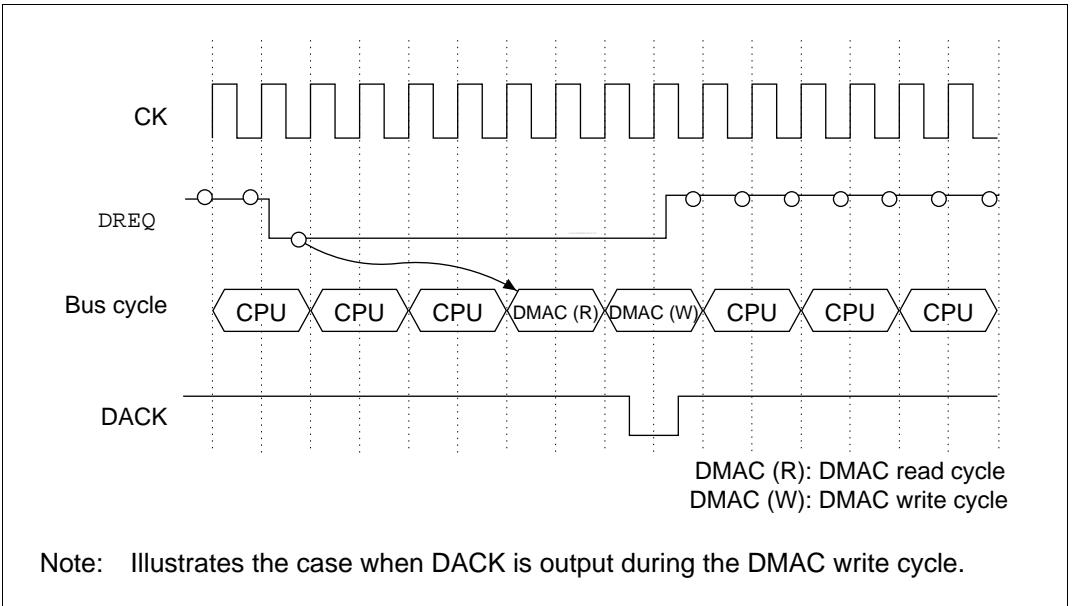 CK
DREQ
Bus cycle CPU CPU CPU DMAC (R) DMAC (W) CPU CPU CPU
DACK
DMAC (R): DMAC read cycle
DMAC (W): DMAC write cycle
Note: Illustrates the case when DACK is output during the DMAC write cycle.